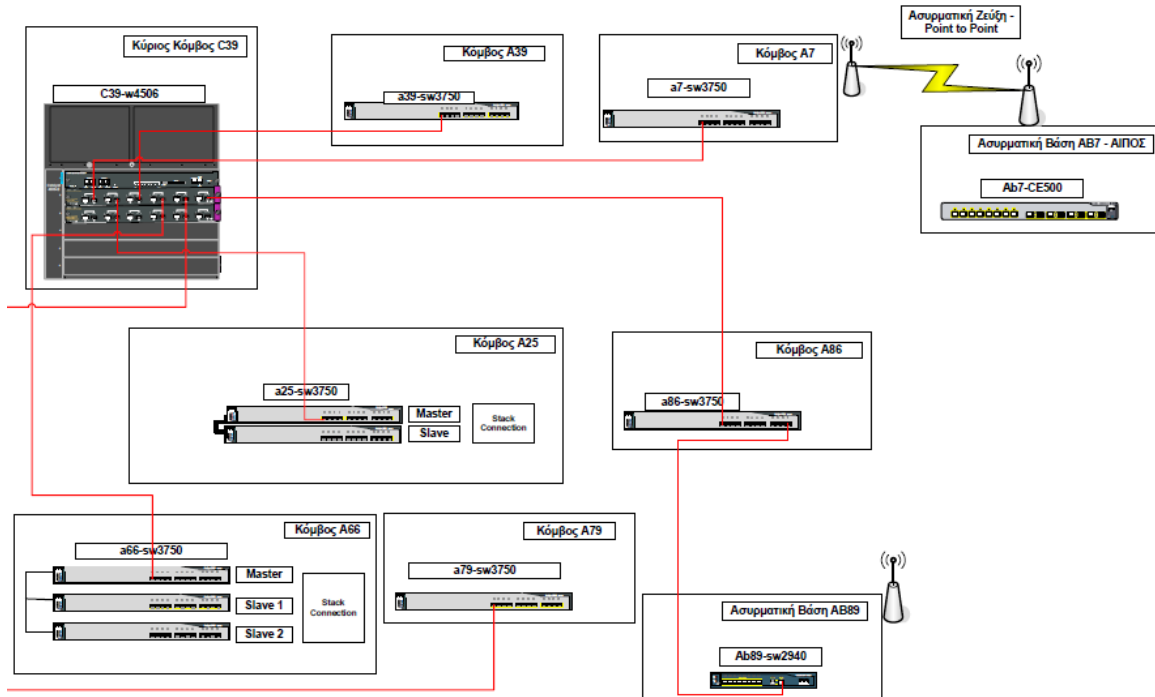 Ασυρματική Ζεύξη -
Point to Point
Κύριος Κόμβος C39
C39-w4506
Κόμβος A39
a39-sw3750
Κόμβος A7
a7-sw3750
Ασυρματική Βάση AB7 - ΑΙΠΟΣ
Ab7-CE500
Κόμβος A25
a25-sw3750
Master
Slave
Stack
Connection
Κόμβος A86
a86-sw3750
Κόμβος A66
a66-sw3750
Master
Slave 1
Slave 2
Stack
Connection
Κόμβος A79
a79-sw3750
Ασυρματική Βάση AB89
Ab89-sw2940